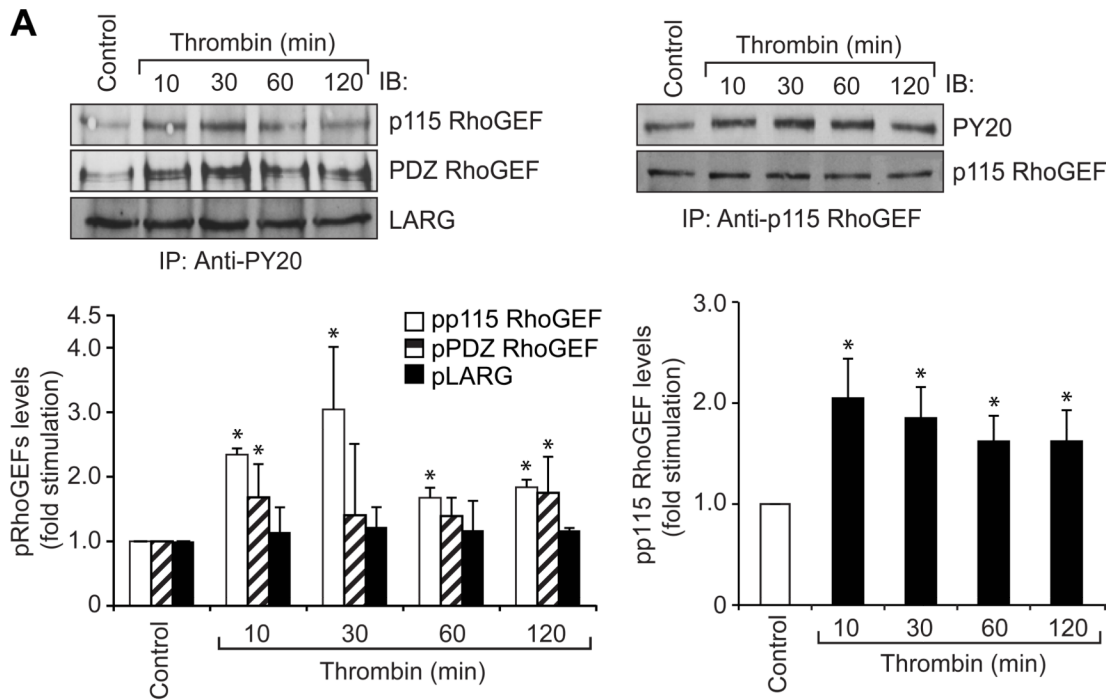 A
Control
Thrombin (min)
10 30 60 120 IB:
p115 RhoGEF
PDZ RhoGEF
LARG
IP: Anti-PY20
Control
Thrombin (min)
10 30 60 120 IB:
PY20
p115 RhoGEF
IP: Anti-p115 RhoGEF
pRhoGEFs levels
(fold stimulation)
4.5
4.0
3.0
2.0
1.0
0
pp115 RhoGEF
pPDZ RhoGEF
pLARG
* * * * * *
Control
10 30 60 120
Thrombin (min)
pp115 RhoGEF levels
(fold stimulation)
3.0
2.0
1.0
0
* * * *
Control
10 30 60 120
Thrombin (min)